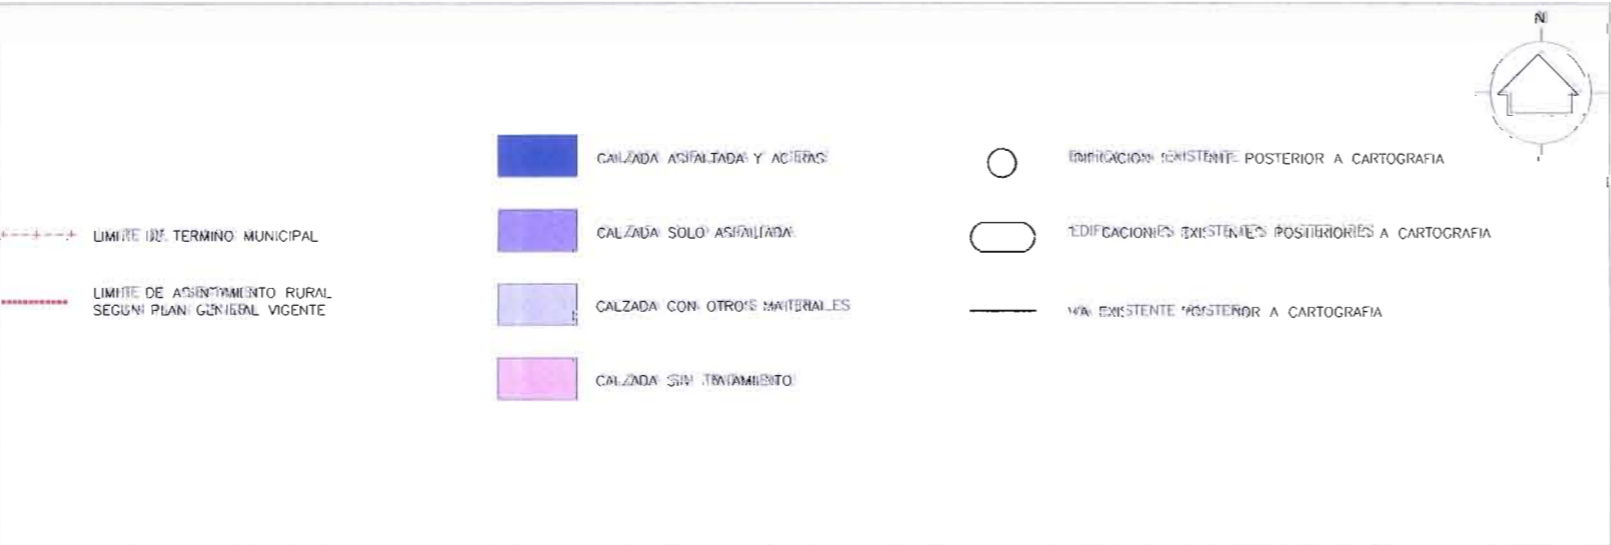 N
LIMITE DE TERMINO MUNICIPAL
LIMITE DE ASENTAMIENTO RURAL
SEGUN PLAN GENERAL VIGENTE
CALZADA ASFALTADA Y ACERAS
CALZADA SOLO ASFALTADA
CALZADA CON OTROS MATERIALES
CALZADA SIN TRATAMIENTO
EDIFICACION EXISTENTE POSTERIOR A CARTOGRAFIA
EDIFICACIONES EXISTENTES POSTERIORES A CARTOGRAFIA
VIA EXISTENTE POSTERIOR A CARTOGRAFIA